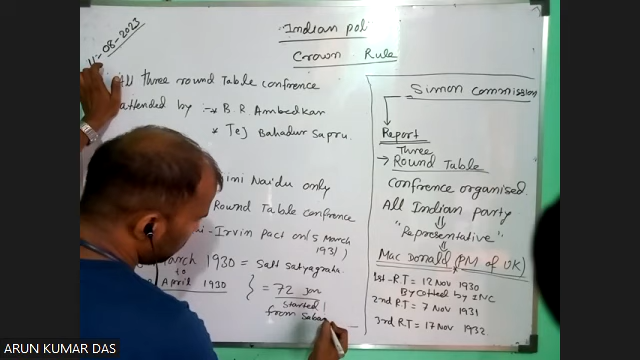 11-08-2023
Indian poli
Crown Rule
All three round Table conference
attended by :- * B.R. Ambedkar
* Tej Bahadur Sapru.
ini Naidu only
Round Table conference
i-Irvin Pact on (5 March
1931)
March 1930 = Salt Satyagraha.
to
April 1930 } = 72 Jan
Started
from Saba
Simon Commission
Report
Three
→ Round Table
Confrence organised.
All Indian party
⇓
"Representative"
⇓
Mac Donald (PM of UK)
1st-RT = 12 Nov 1930
Bycotted by INC
2nd RT = 7 Nov 1931
3rd RT = 17 Nov 1932
ARUN KUMAR DAS